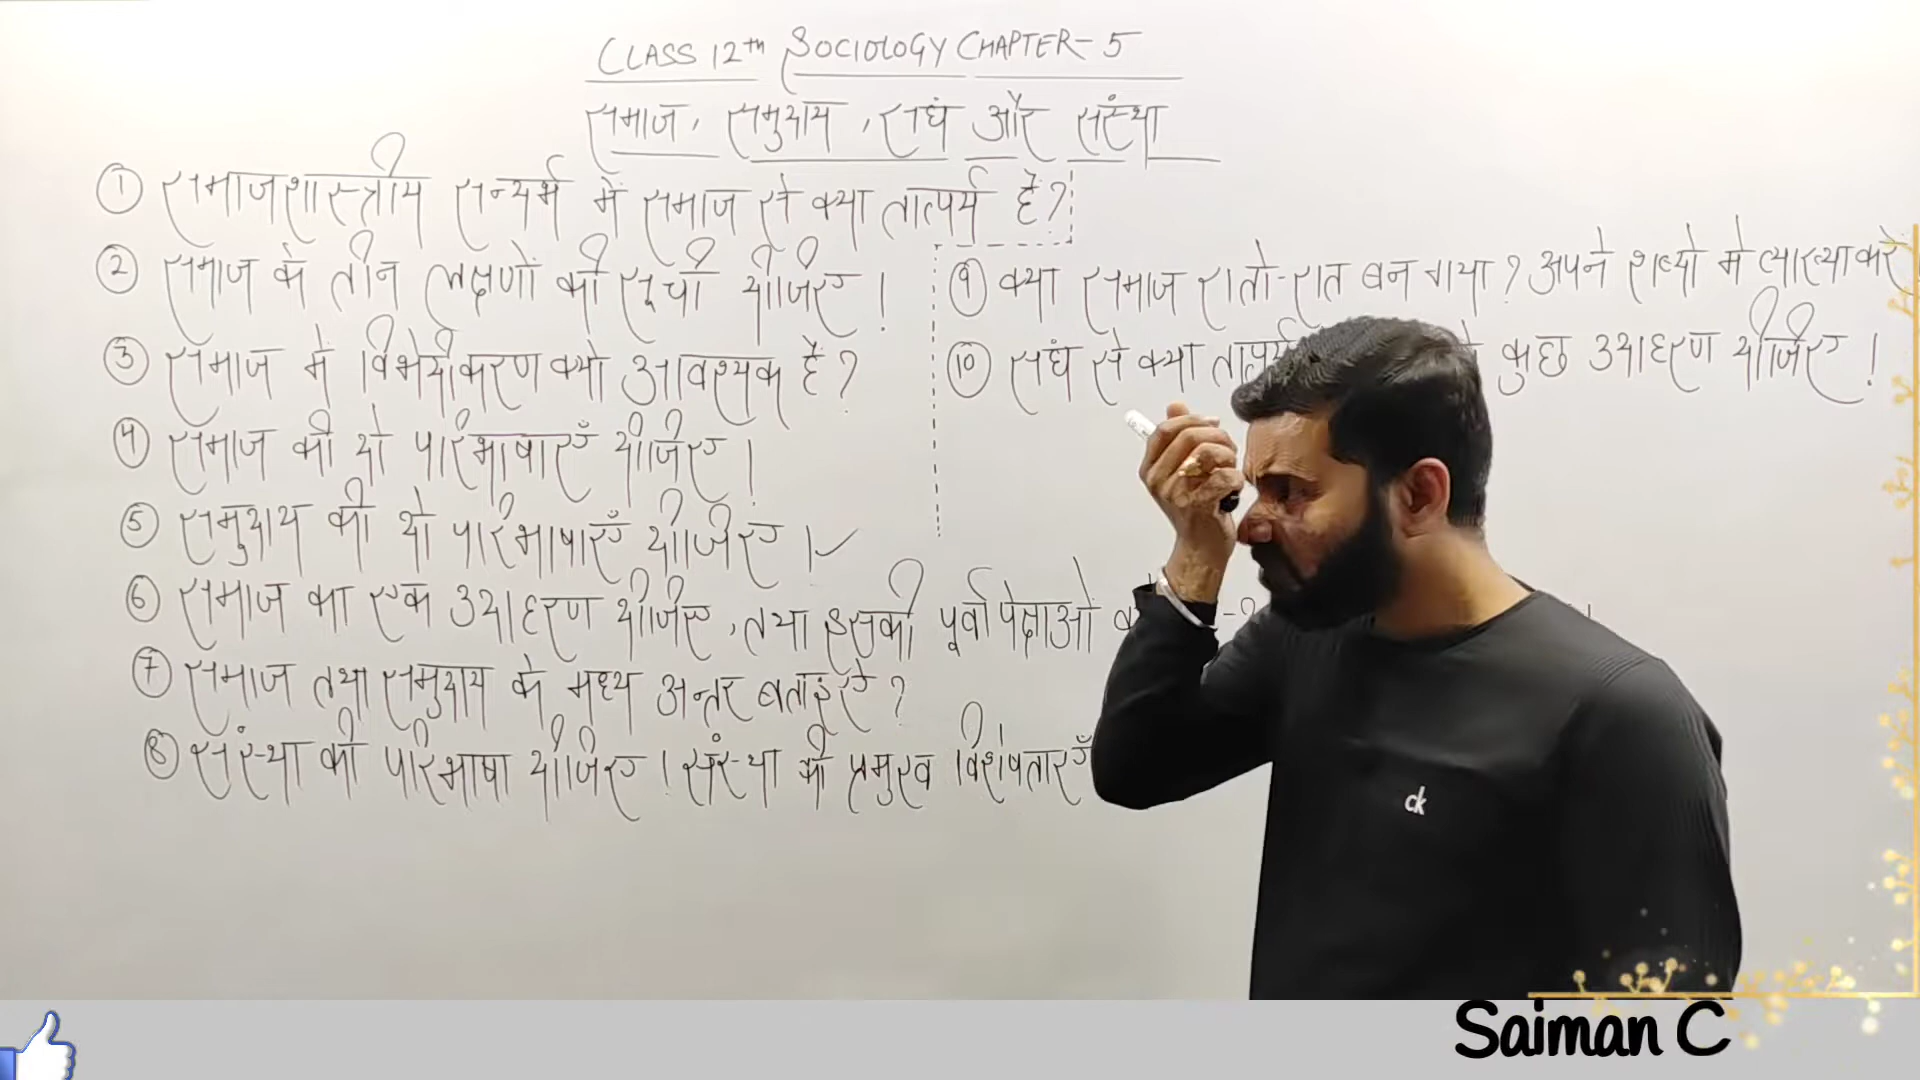 CLASS 12th SOCIOLOGY CHAPTER-5
समाज, समुदाय, संघ और संस्था
① समाजशास्त्रीय सन्दर्भ में समाज से क्या तात्पर्य है?
② समाज के तीन लक्षणों की सूची दीजिए।
③ समाज में विभेदीकरण क्यो आवश्यक है?
④ समाज की दो परिभाषाएँ दीजिए।
⑤ समुदाय की दो परिभाषाएँ दीजिए।
⑥ समाज का एक उदाहरण दीजिए, तथा इसकी पूर्वापेक्षाओं
⑦ समाज तथा समुदाय के मध्य अन्तर बताइए?
⑧ संस्था की परिभाषा दीजिए। संस्था की प्रमुख विशेषताएँ
⑨ क्या समाज रातो-रात बन गया? अपने शब्दो मे व्याख्या करे
⑩ संघ से क्या तात्पर्य कुछ उदाहरण दीजिए।
ck
Saiman C